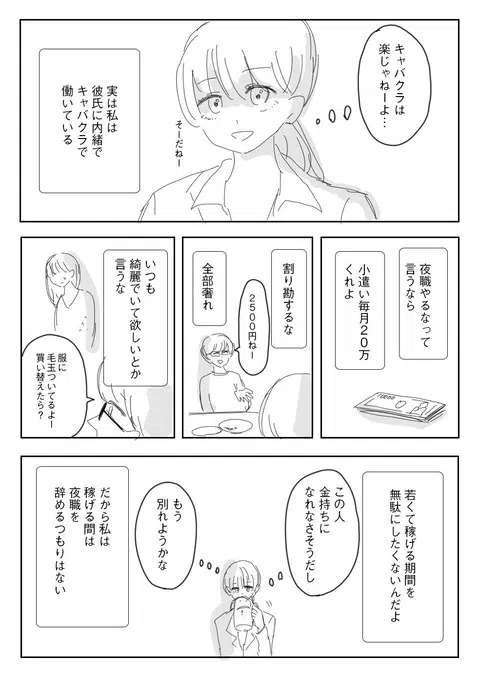 キャバクラは
楽じゃねーよ…
そーだねー
実は私は
彼氏に内緒で
キャバクラで
働いている
夜職やるなって
言うなら
小遣い毎月20万
くれよ
10000
割り勘するな
2500円ねー
全部奢れ
いつも
綺麗でいて欲しいとか
言うな
服に
毛玉ついてるよー
買い替えたら？
若くて稼げる期間を
無駄にしたくないんだよ
この人
金持ちに
なれなさそうだし
もう
別れようかな
だから私は
稼げる間は
夜職を
辞めるつもりはない